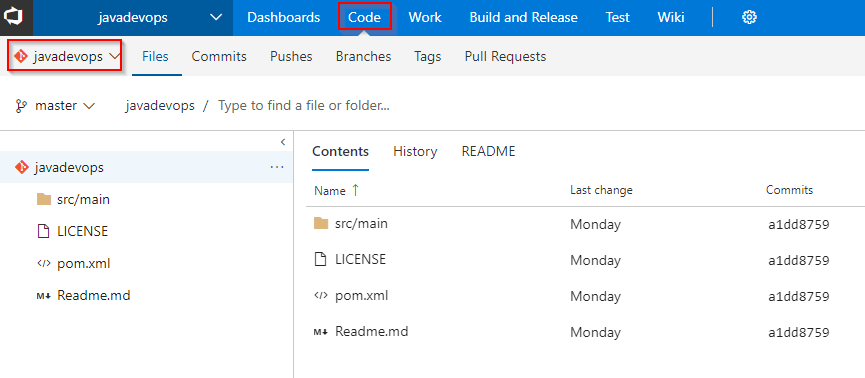 javadevops Dashboards Code Work Build and Release Test Wiki
javadevops Files Commits Pushes Branches Tags Pull Requests
master javadevops / Type to find a file or folder...
javadevops
src/main
LICENSE
</> pom.xml
M↓ Readme.md
Contents History README
Name ↑ Last change Commits
src/main Monday a1dd8759
LICENSE Monday a1dd8759
</> pom.xml Monday a1dd8759
M↓ Readme.md Monday a1dd8759